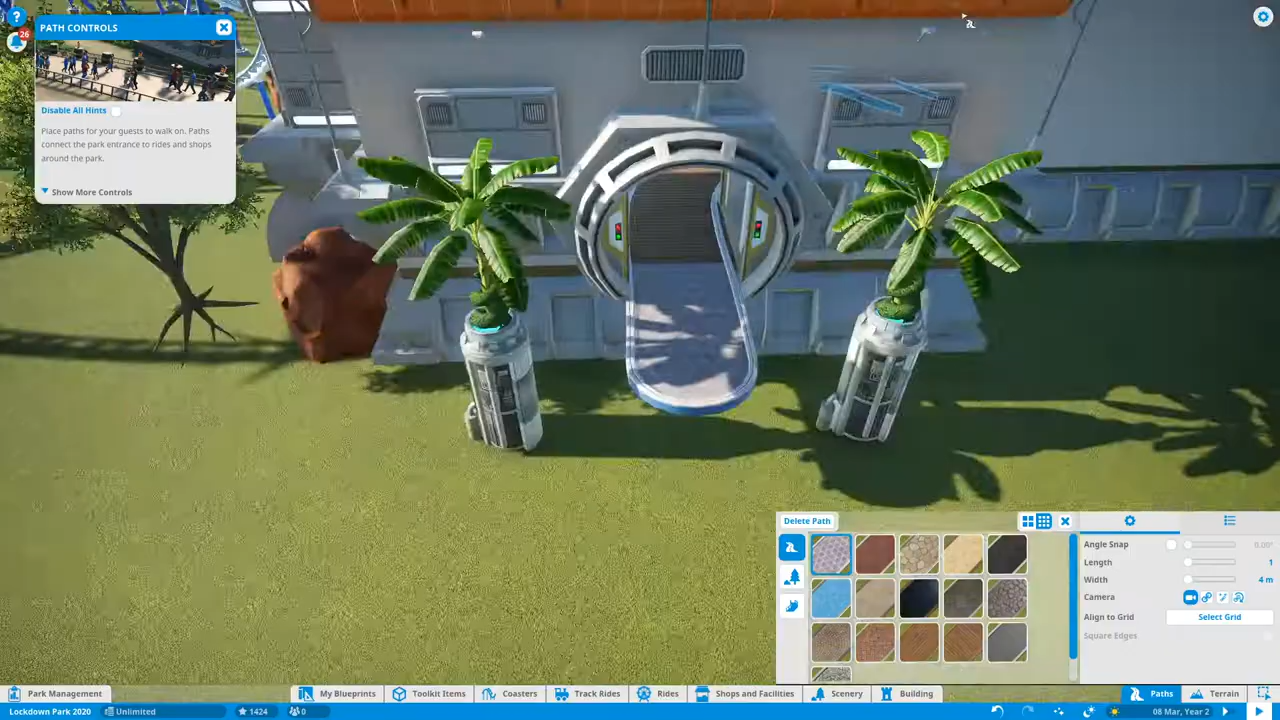 ?
26
PATH CONTROLS
Disable All Hints
Place paths for your guests to walk on. Paths
connect the park entrance to rides and shops
around the park.
Show More Controls
Delete Path
Angle Snap 0.00°
Length 1
Width 4 m
Camera
Align to Grid Select Grid
Square Edges
Park Management
My Blueprints
Toolkit Items
Coasters
Track Rides
Rides
Shops and Facilities
Scenery
Building
Paths
Terrain
Lockdown Park 2020
Unlimited
1424
0
08 Mar, Year 2